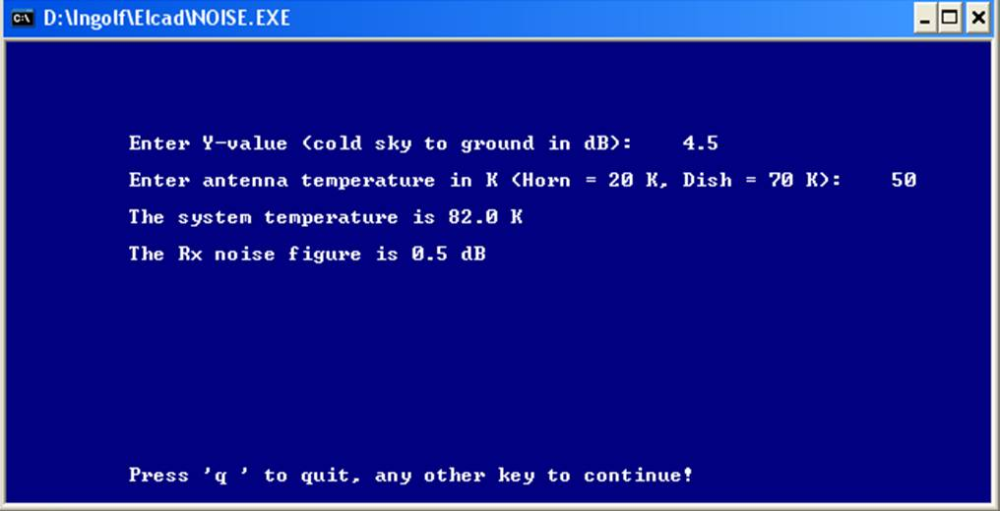 D:\Ingolf\Elcad\NOISE.EXE
Enter Y-value (cold sky to ground in dB): 4.5
Enter antenna temperature in K (Horn = 20 K, Dish = 70 K): 50
The system temperature is 82.0 K
The Rx noise figure is 0.5 dB
Press 'q ' to quit, any other key to continue!